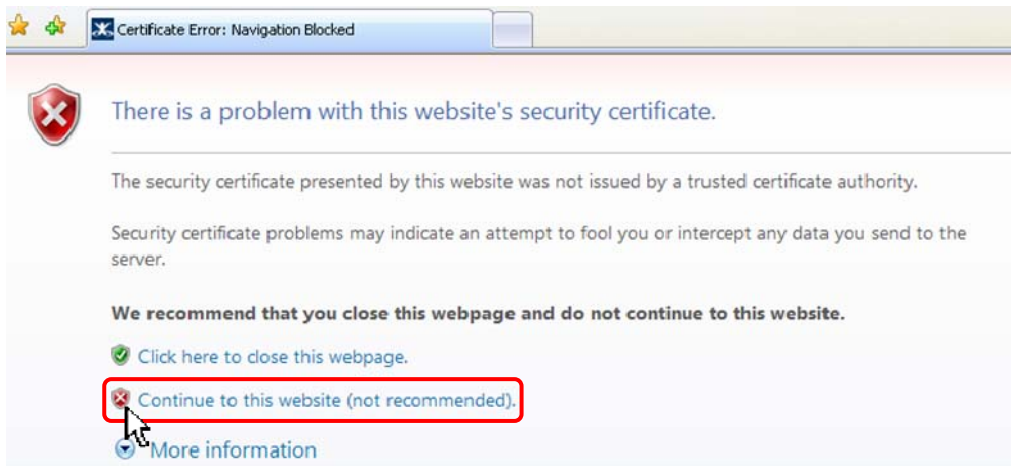 Certificate Error: Navigation Blocked
There is a problem with this website's security certificate.
The security certificate presented by this website was not issued by a trusted certificate authority.
Security certificate problems may indicate an attempt to fool you or intercept any data you send to the
server.
We recommend that you close this webpage and do not continue to this website.
Click here to close this webpage.
Continue to this website (not recommended).
More information